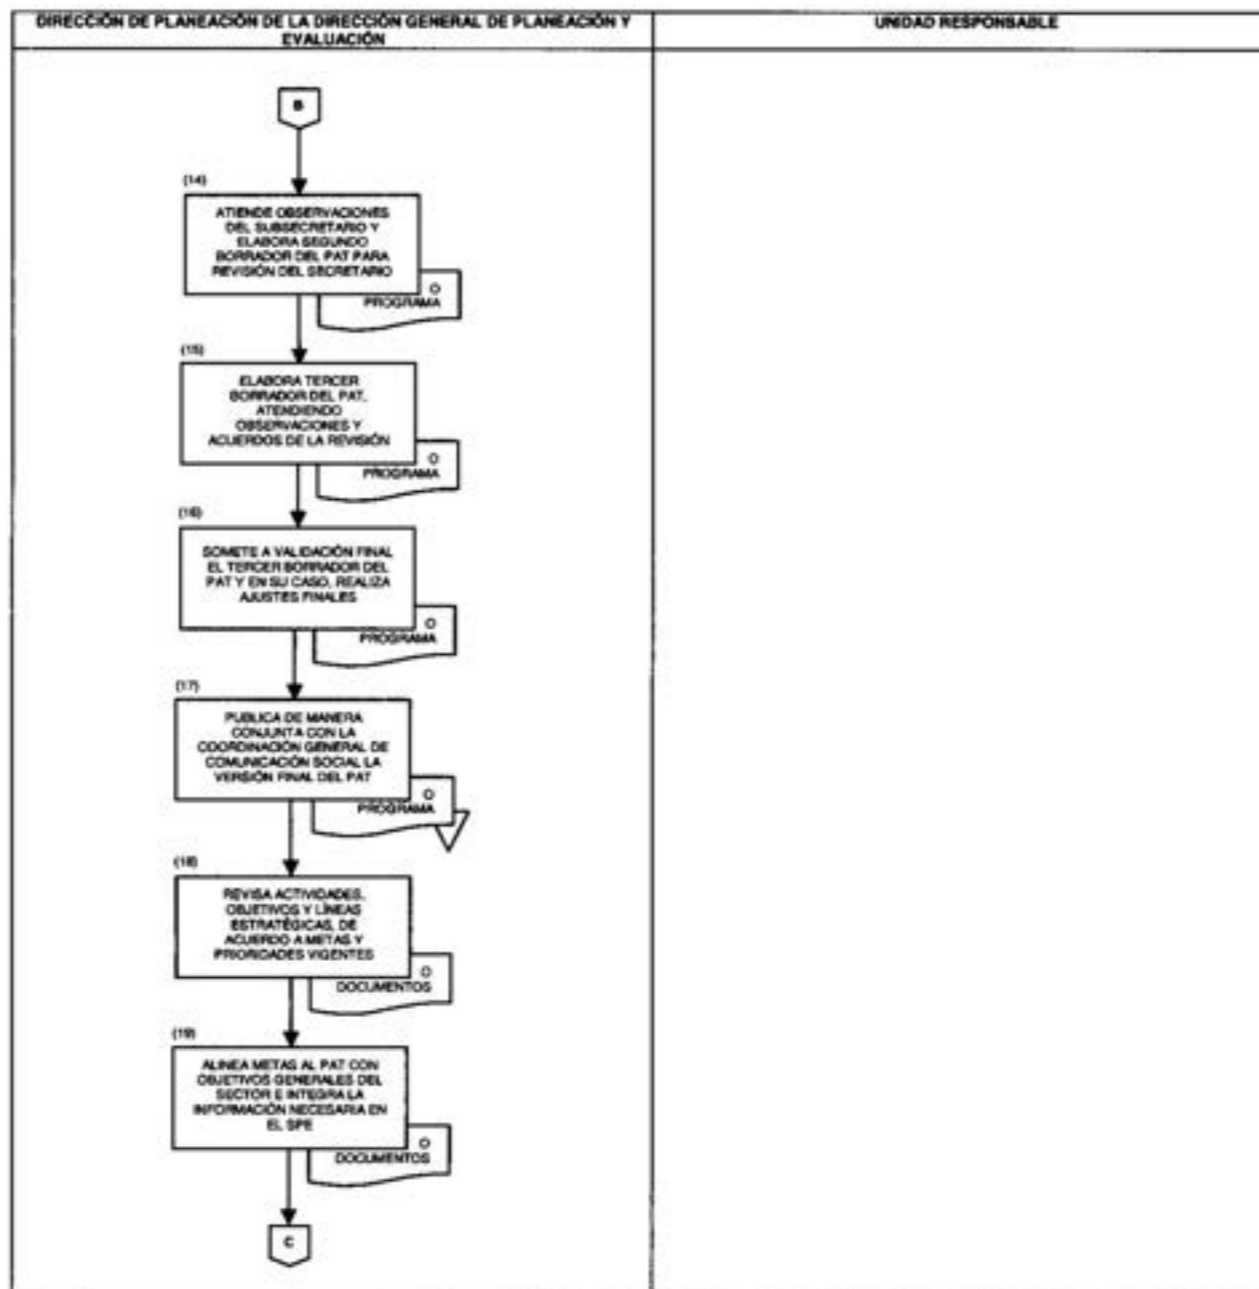 DIRECCIÓN DE PLANEACIÓN DE LA DIRECCIÓN GENERAL DE PLANEACIÓN Y
EVALUACIÓN
UNIDAD RESPONSABLE
B
(14)
ATIENDE OBSERVACIONES
DEL SUBSECRETARIO Y
ELABORA SEGUNDO
BORRADOR DEL PAT PARA
REVISIÓN DEL SECRETARIO
O
PROGRAMA
(15)
ELABORA TERCER
BORRADOR DEL PAT,
ATENDIENDO
OBSERVACIONES Y
ACUERDOS DE LA REVISIÓN
O
PROGRAMA
(16)
SOMETE A VALIDACIÓN FINAL
EL TERCER BORRADOR DEL
PAT Y EN SU CASO, REALIZA
AJUSTES FINALES
O
PROGRAMA
(17)
PUBLICA DE MANERA
CONJUNTA CON LA
COORDINACIÓN GENERAL DE
COMUNICACIÓN SOCIAL LA
VERSIÓN FINAL DEL PAT
O
PROGRAMA
(18)
REVISA ACTIVIDADES,
OBJETIVOS Y LÍNEAS
ESTRATÉGICAS, DE
ACUERDO A METAS Y
PRIORIDADES VIGENTES
O
DOCUMENTOS
(19)
ALINEA METAS AL PAT CON
OBJETIVOS GENERALES DEL
SECTOR E INTEGRA LA
INFORMACIÓN NECESARIA EN
EL SPE
O
DOCUMENTOS
C